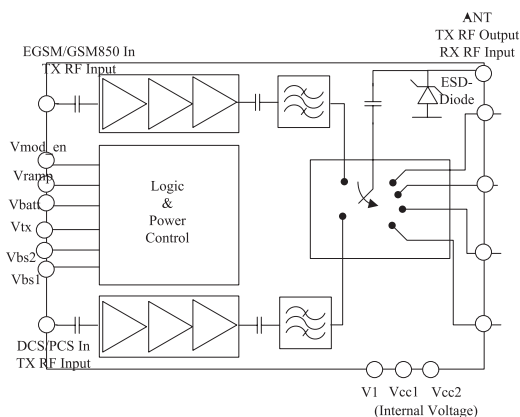 ANT
TX RF Output
RX RF Input
EGSM/GSM850 In
TX RF Input
ESD-
Diode
Vmod_en
Vramp
Vbatt
Vtx
Vbs2
Vbs1
Logic
&
Power
Control
DCS/PCS In
TX RF Input
V1 Vcc1 Vcc2
(Internal Voltage)